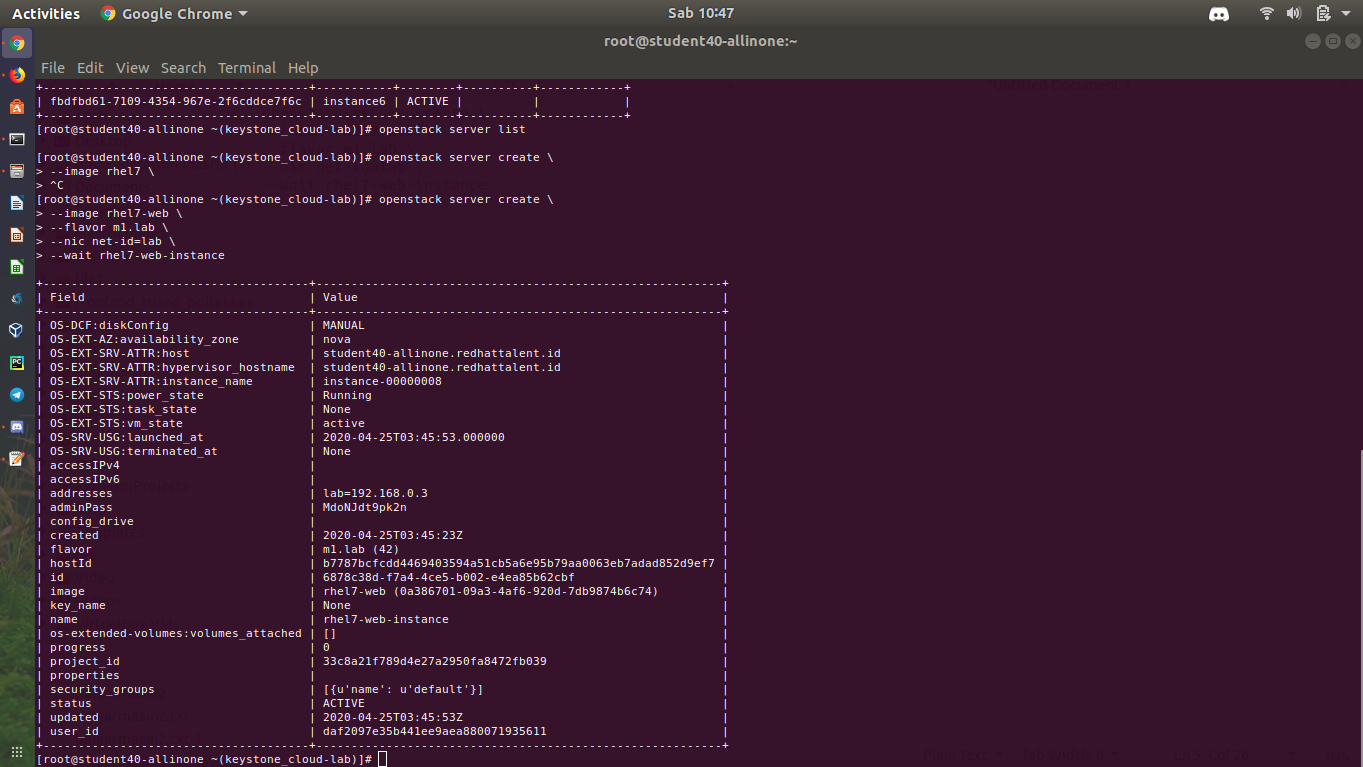 Activities Google Chrome Sab 10:47
root@student40-allinone:~
File Edit View Search Terminal Help
+--------------------------------------+-----------+--------+----------+------------+
| fbdfbd61-7109-4354-967e-2f6cddce7f6c | instance6 | ACTIVE | | |
+--------------------------------------+-----------+--------+----------+------------+
[root@student40-allinone ~(keystone_cloud-lab)]# openstack server list
[root@student40-allinone ~(keystone_cloud-lab)]# openstack server create \
> --image rhel7 \
> ^C
[root@student40-allinone ~(keystone_cloud-lab)]# openstack server create \
> --image rhel7-web \
> --flavor m1.lab \
> --nic net-id=lab \
> --wait rhel7-web-instance
+--------------------------------------+----------------------------------------------------------+
| Field | Value |
+--------------------------------------+----------------------------------------------------------+
| OS-DCF:diskConfig | MANUAL |
| OS-EXT-AZ:availability_zone | nova |
| OS-EXT-SRV-ATTR:host | student40-allinone.redhattalent.id |
| OS-EXT-SRV-ATTR:hypervisor_hostname | student40-allinone.redhattalent.id |
| OS-EXT-SRV-ATTR:instance_name | instance-00000008 |
| OS-EXT-STS:power_state | Running |
| OS-EXT-STS:task_state | None |
| OS-EXT-STS:vm_state | active |
| OS-SRV-USG:launched_at | 2020-04-25T03:45:53.000000 |
| OS-SRV-USG:terminated_at | None |
| accessIPv4 | |
| accessIPv6 | |
| addresses | lab=192.168.0.3 |
| adminPass | MdoNJdt9pk2n |
| config_drive | |
| created | 2020-04-25T03:45:23Z |
| flavor | m1.lab (42) |
| hostId | b7787bcfcdd4469403594a51cb5a6e95b79aa0063eb7adad852d9ef7 |
| id | 6878c38d-f7a4-4ce5-b002-e4ea85b62cbf |
| image | rhel7-web (0a386701-09a3-4af6-920d-7db9874b6c74) |
| key_name | None |
| name | rhel7-web-instance |
| os-extended-volumes:volumes_attached | [] |
| progress | 0 |
| project_id | 33c8a21f789d4e27a2950fa8472fb039 |
| properties | |
| security_groups | [{u'name': u'default'}] |
| status | ACTIVE |
| updated | 2020-04-25T03:45:53Z |
| user_id | daf2097e35b441ee9aea880071935611 |
+--------------------------------------+----------------------------------------------------------+
[root@student40-allinone ~(keystone_cloud-lab)]#